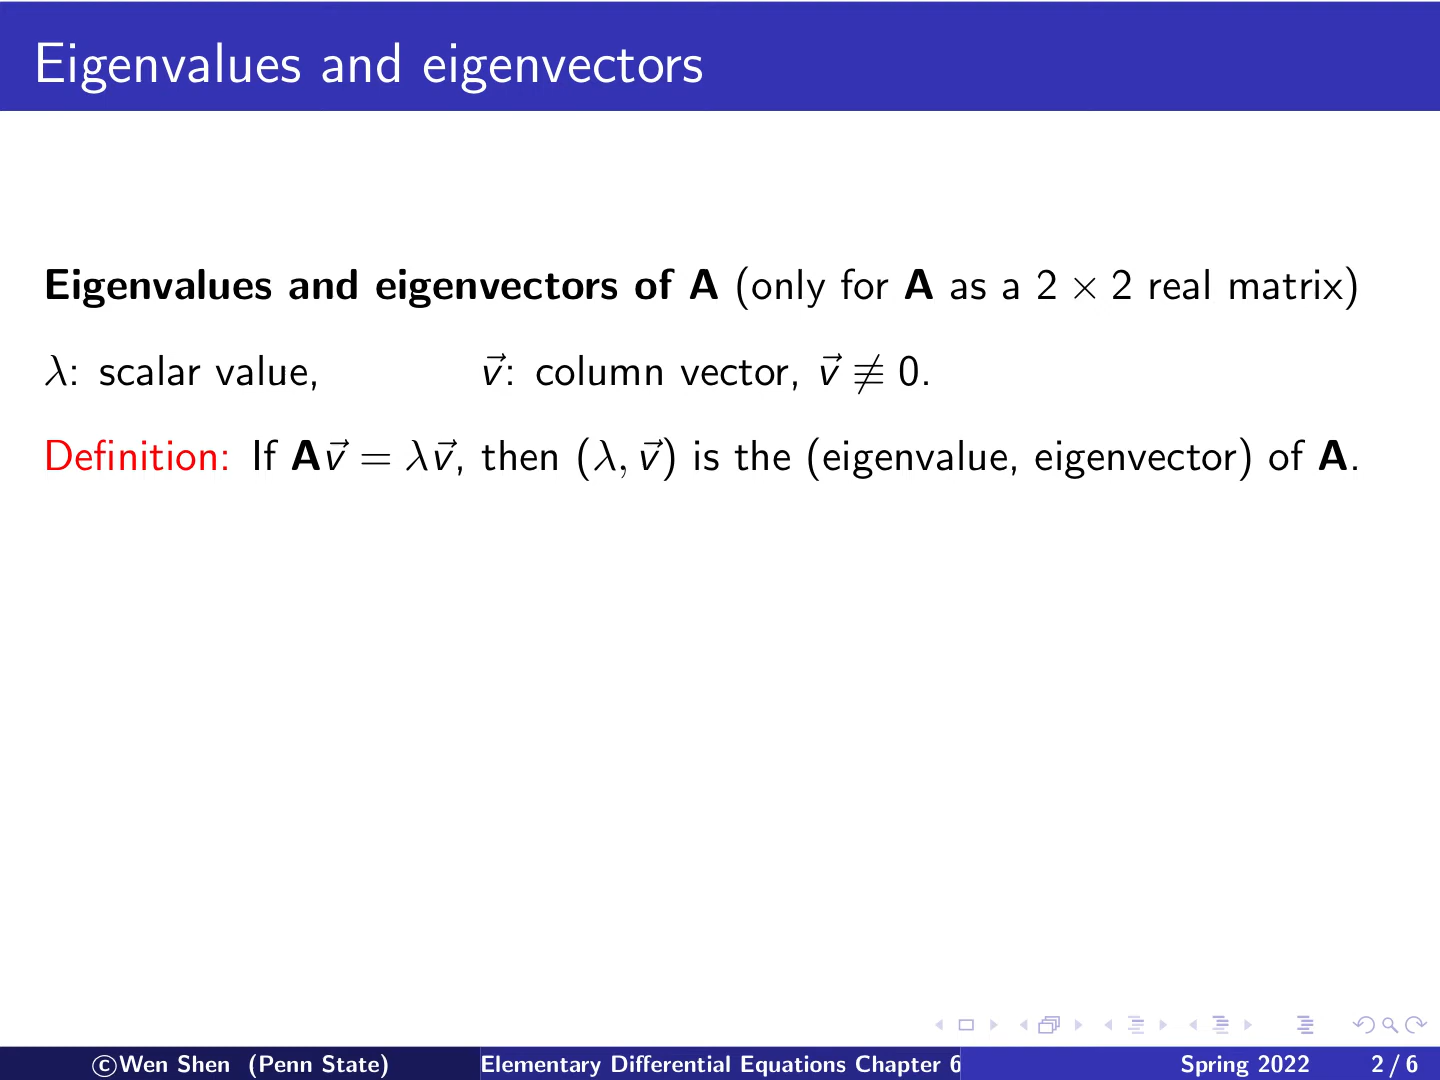 Eigenvalues and eigenvectors
Eigenvalues and eigenvectors of A (only for A as a 2 × 2 real matrix)
λ: scalar value, v⃗: column vector, v⃗ ≢ 0.
Definition: If Av⃗ = λv⃗, then (λ, v⃗) is the (eigenvalue, eigenvector) of A.
©Wen Shen (Penn State) Elementary Differential Equations Chapter 6 Spring 2022 2 / 6